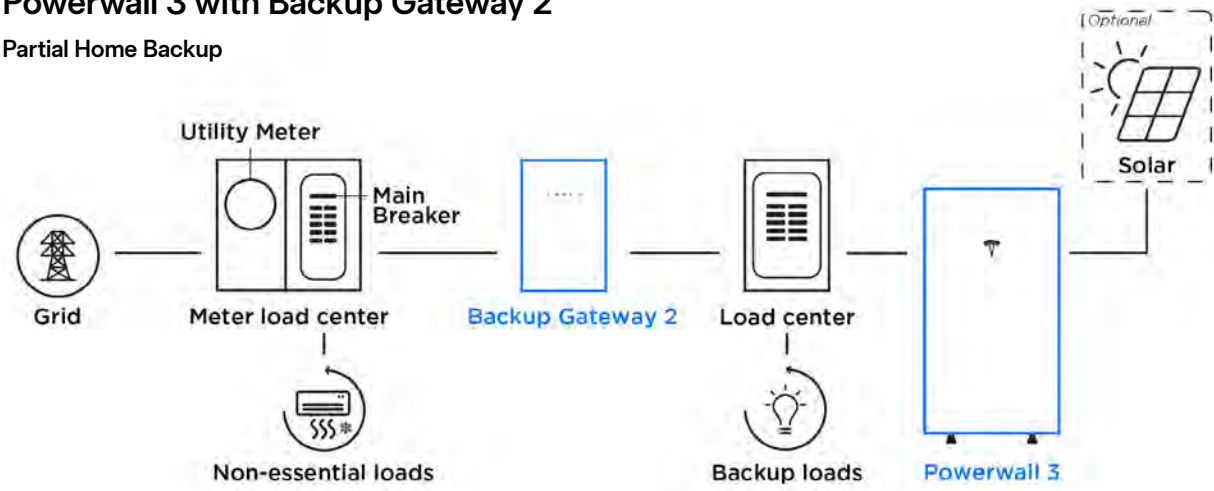 Powerwall 3 with Backup Gateway 2
Partial Home Backup
Optional
Solar
Utility Meter
Main
Breaker
Grid
Meter load center
Backup Gateway 2
Load center
Non-essential loads
Backup loads
Powerwall 3